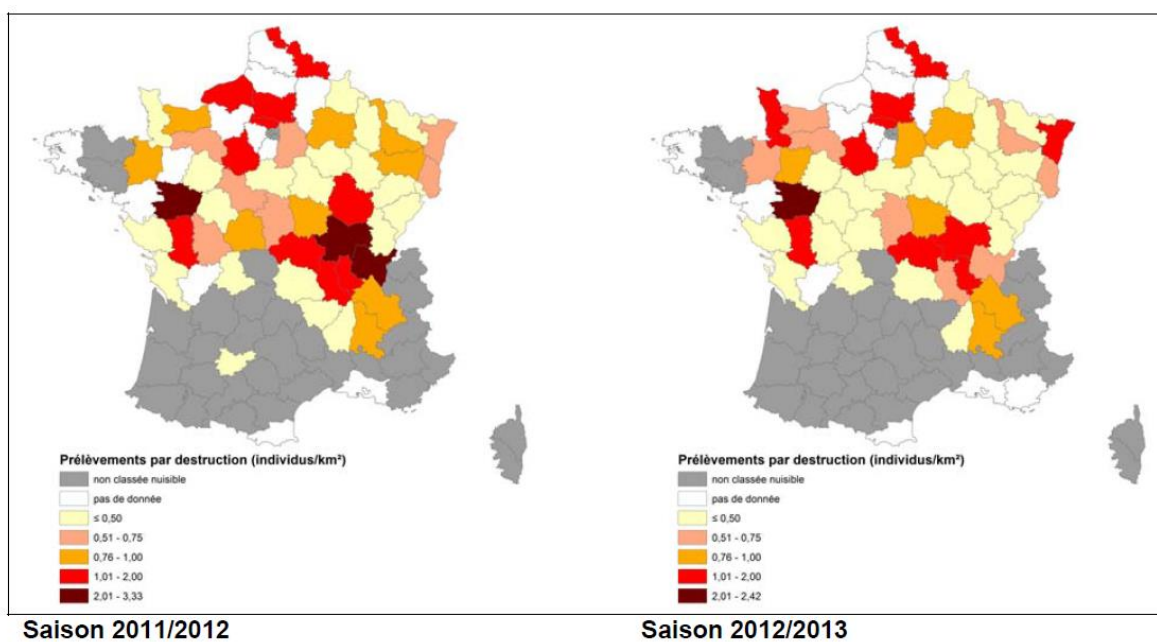 Prélèvements par destruction (individus/km²)
non classée nuisible
pas de donnée
≤ 0,50
0,51 - 0,75
0,76 - 1,00
1,01 - 2,00
2,01 - 3,33
Saison 2011/2012
Prélèvements par destruction (individus/km²)
non classée nuisible
pas de donnée
≤ 0,50
0,51 - 0,75
0,76 - 1,00
1,01 - 2,00
2,01 - 2,42
Saison 2012/2013